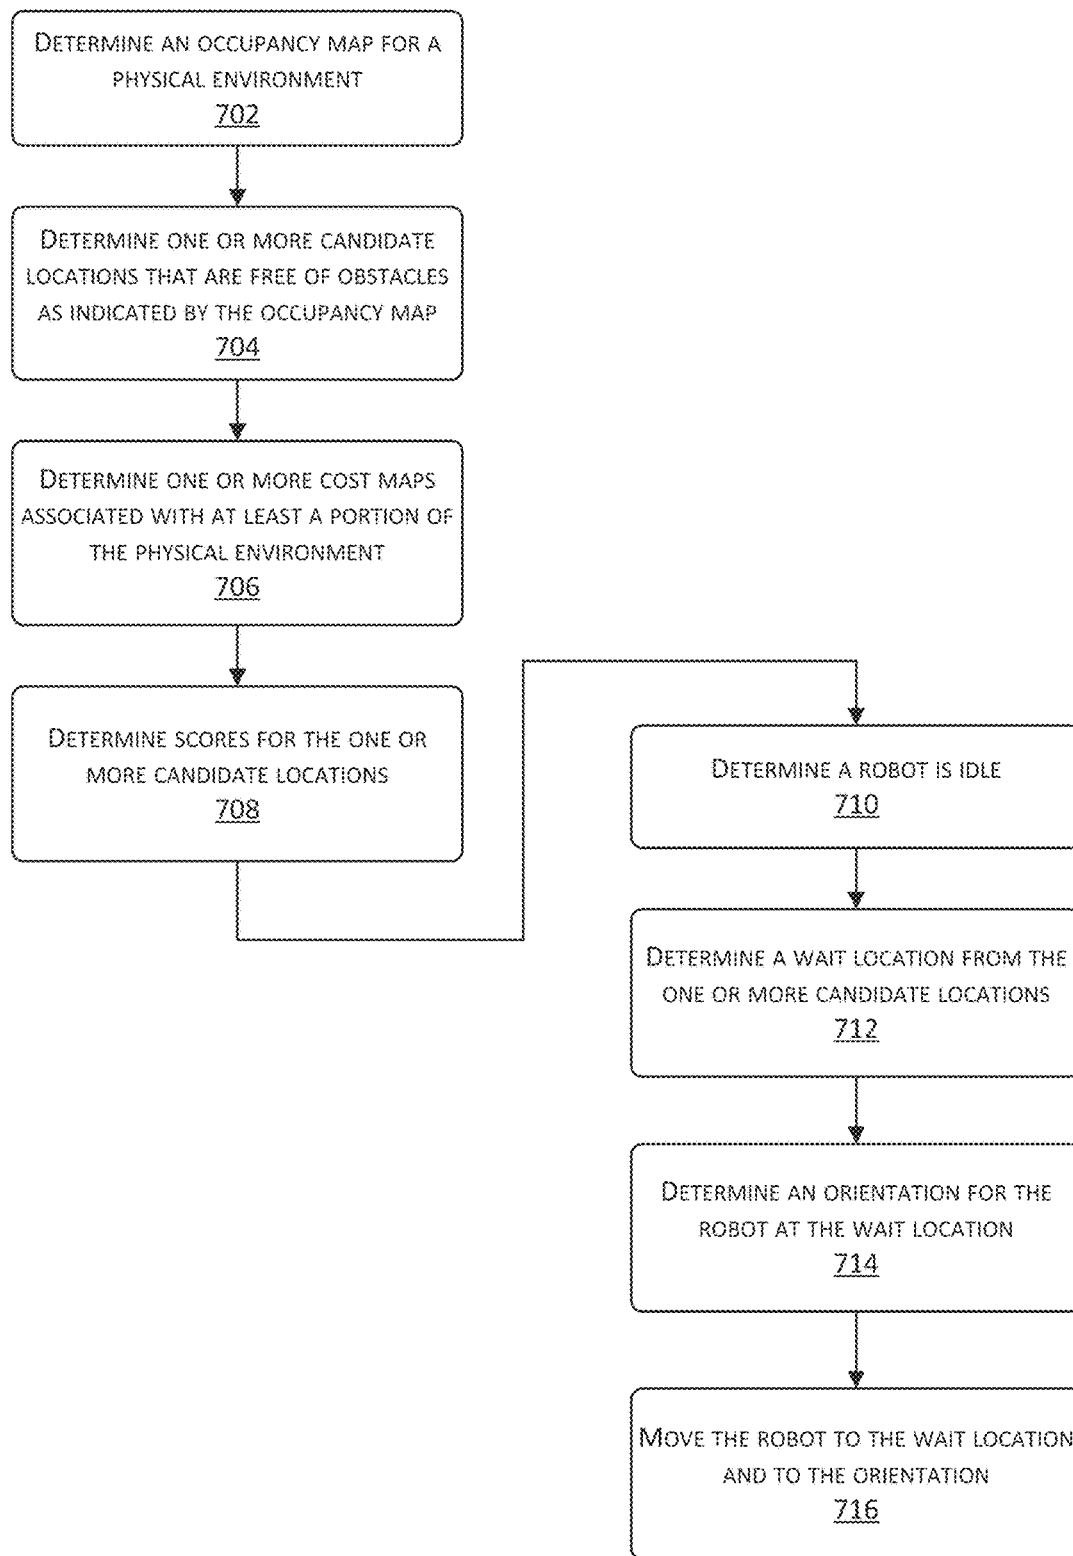 DETERMINE AN OCCUPANCY MAP FOR A
PHYSICAL ENVIRONMENT
702
DETERMINE ONE OR MORE CANDIDATE
LOCATIONS THAT ARE FREE OF OBSTACLES
AS INDICATED BY THE OCCUPANCY MAP
704
DETERMINE ONE OR MORE COST MAPS
ASSOCIATED WITH AT LEAST A PORTION OF
THE PHYSICAL ENVIRONMENT
706
DETERMINE SCORES FOR THE ONE OR
MORE CANDIDATE LOCATIONS
708
DETERMINE A ROBOT IS IDLE
710
DETERMINE A WAIT LOCATION FROM THE
ONE OR MORE CANDIDATE LOCATIONS
712
DETERMINE AN ORIENTATION FOR THE
ROBOT AT THE WAIT LOCATION
714
MOVE THE ROBOT TO THE WAIT LOCATION
AND TO THE ORIENTATION
716